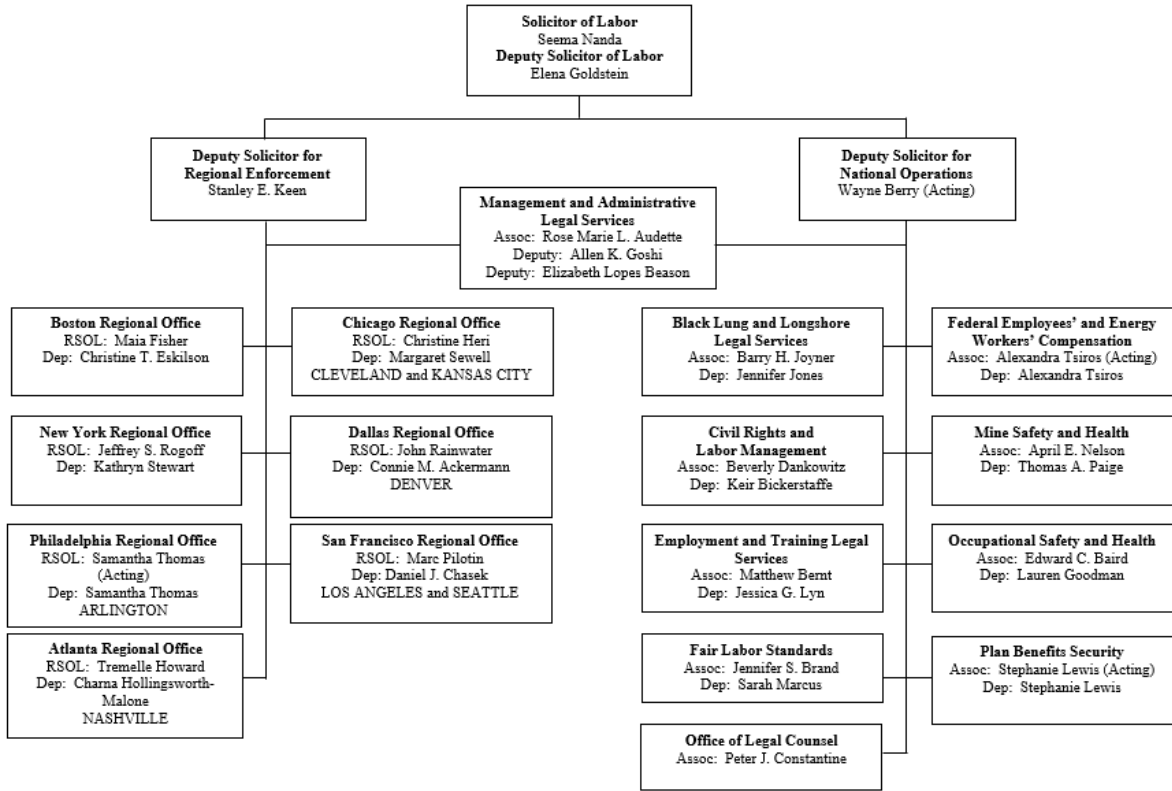 Solicitor of Labor
Seema Nanda
Deputy Solicitor of Labor
Elena Goldstein
Deputy Solicitor for
Regional Enforcement
Stanley E. Keen
Deputy Solicitor for
National Operations
Wayne Berry (Acting)
Management and Administrative
Legal Services
Assoc: Rose Marie L. Audette
Deputy: Allen K. Goshi
Deputy: Elizabeth Lopes Beason
Boston Regional Office
RSOL: Maia Fisher
Dep: Christine T. Eskilson
Chicago Regional Office
RSOL: Christine Heri
Dep: Margaret Sewell
CLEVELAND and KANSAS CITY
Black Lung and Longshore
Legal Services
Assoc: Barry H. Joyner
Dep: Jennifer Jones
Federal Employees' and Energy
Workers' Compensation
Assoc: Alexandra Tsiros (Acting)
Dep: Alexandra Tsiros
New York Regional Office
RSOL: Jeffrey S. Rogoff
Dep: Kathryn Stewart
Dallas Regional Office
RSOL: John Rainwater
Dep: Connie M. Ackermann
DENVER
Civil Rights and
Labor Management
Assoc: Beverly Dankowitz
Dep: Keir Bickerstaffe
Mine Safety and Health
Assoc: April E. Nelson
Dep: Thomas A. Paige
Philadelphia Regional Office
RSOL: Samantha Thomas
(Acting)
Dep: Samantha Thomas
ARLINGTON
San Francisco Regional Office
RSOL: Marc Pilotin
Dep: Daniel J. Chasek
LOS ANGELES and SEATTLE
Employment and Training Legal
Services
Assoc: Matthew Bernt
Dep: Jessica G. Lyn
Occupational Safety and Health
Assoc: Edward C. Baird
Dep: Lauren Goodman
Atlanta Regional Office
RSOL: Tremelle Howard
Dep: Charna Hollingsworth-
Malone
NASHVILLE
Fair Labor Standards
Assoc: Jennifer S. Brand
Dep: Sarah Marcus
Plan Benefits Security
Assoc: Stephanie Lewis (Acting)
Dep: Stephanie Lewis
Office of Legal Counsel
Assoc: Peter J. Constantine